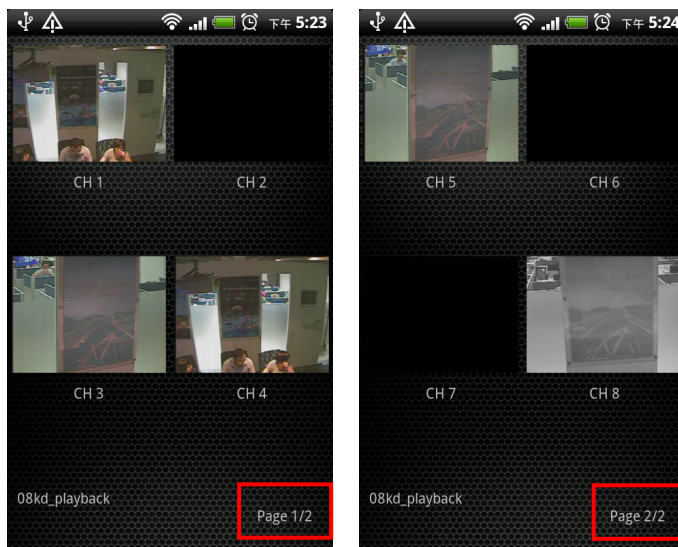 下午 5:23
CH 1
CH 2
CH 3
CH 4
08kd_playback
Page 1/2
下午 5:24
CH 5
CH 6
CH 7
CH 8
08kd_playback
Page 2/2